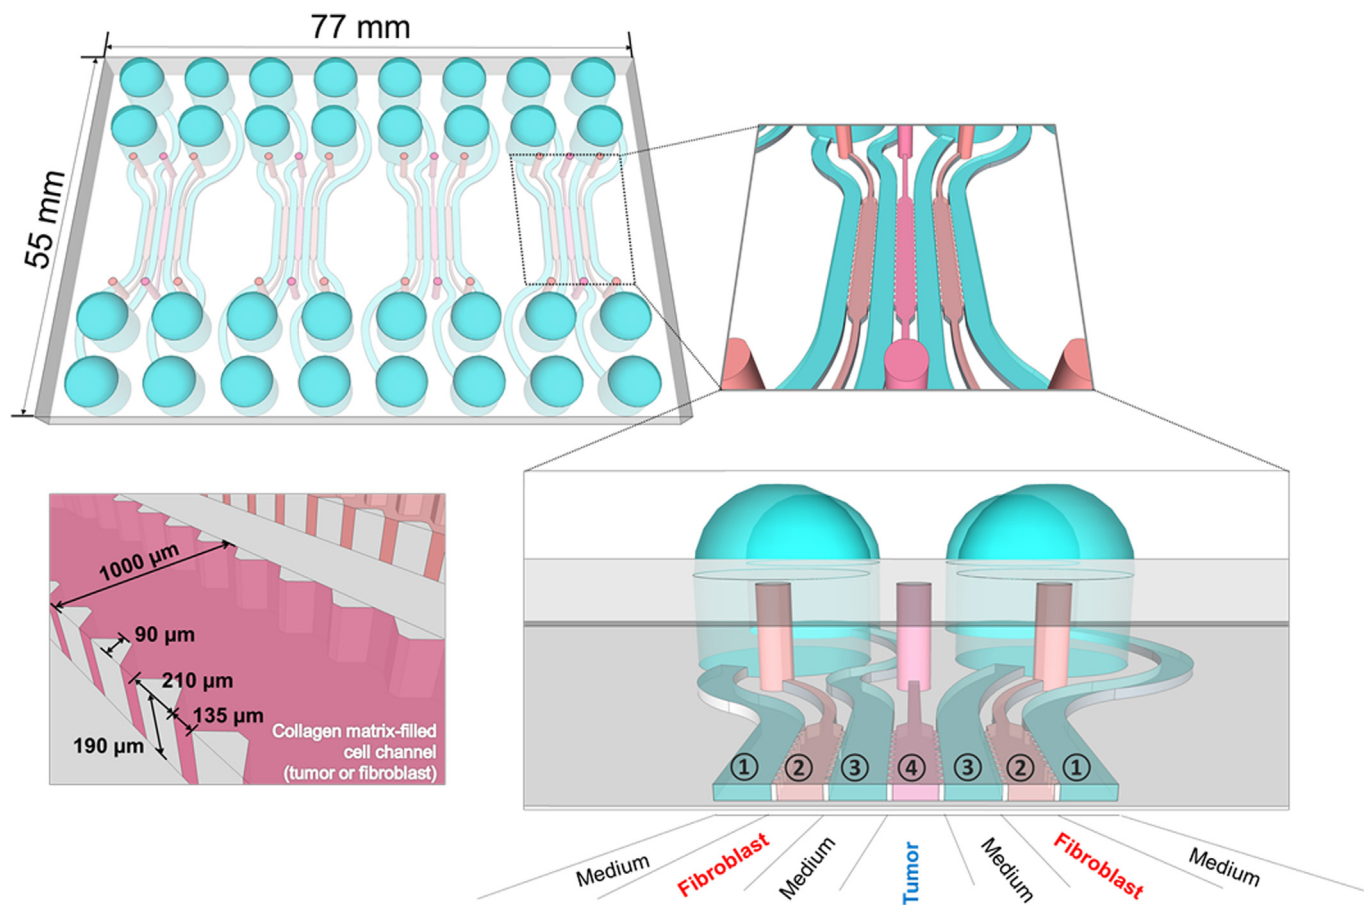 77 mm
55 mm
1000 µm
90 µm
210 µm
135 µm
190 µm
Collagen matrix-filled
cell channel
(tumor or fibroblast)
① ② ③ ④ ③ ② ①
Medium
Fibroblast
Medium
Tumor
Medium
Fibroblast
Medium